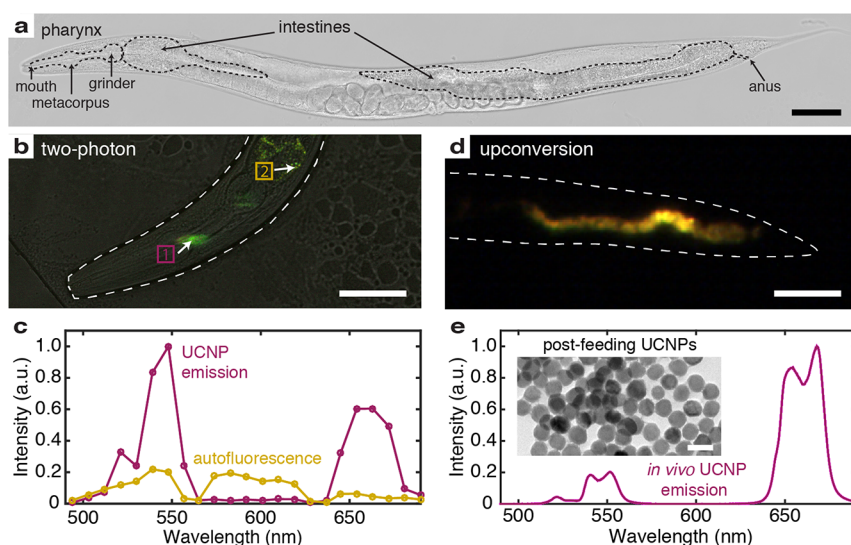 a
pharynx
intestines
mouth
metacorpus
grinder
anus
b two-photon
2
1
d upconversion
c
Intensity (a.u.)
1.0
0.8
0.6
0.4
0.2
0
UCNP
emission
autofluorescence
500 550 600 650
Wavelength (nm)
e
Intensity (a.u.)
1.0
0.8
0.6
0.4
0.2
0
post-feeding UCNPs
in vivo UCNP
emission
500 550 600 650
Wavelength (nm)